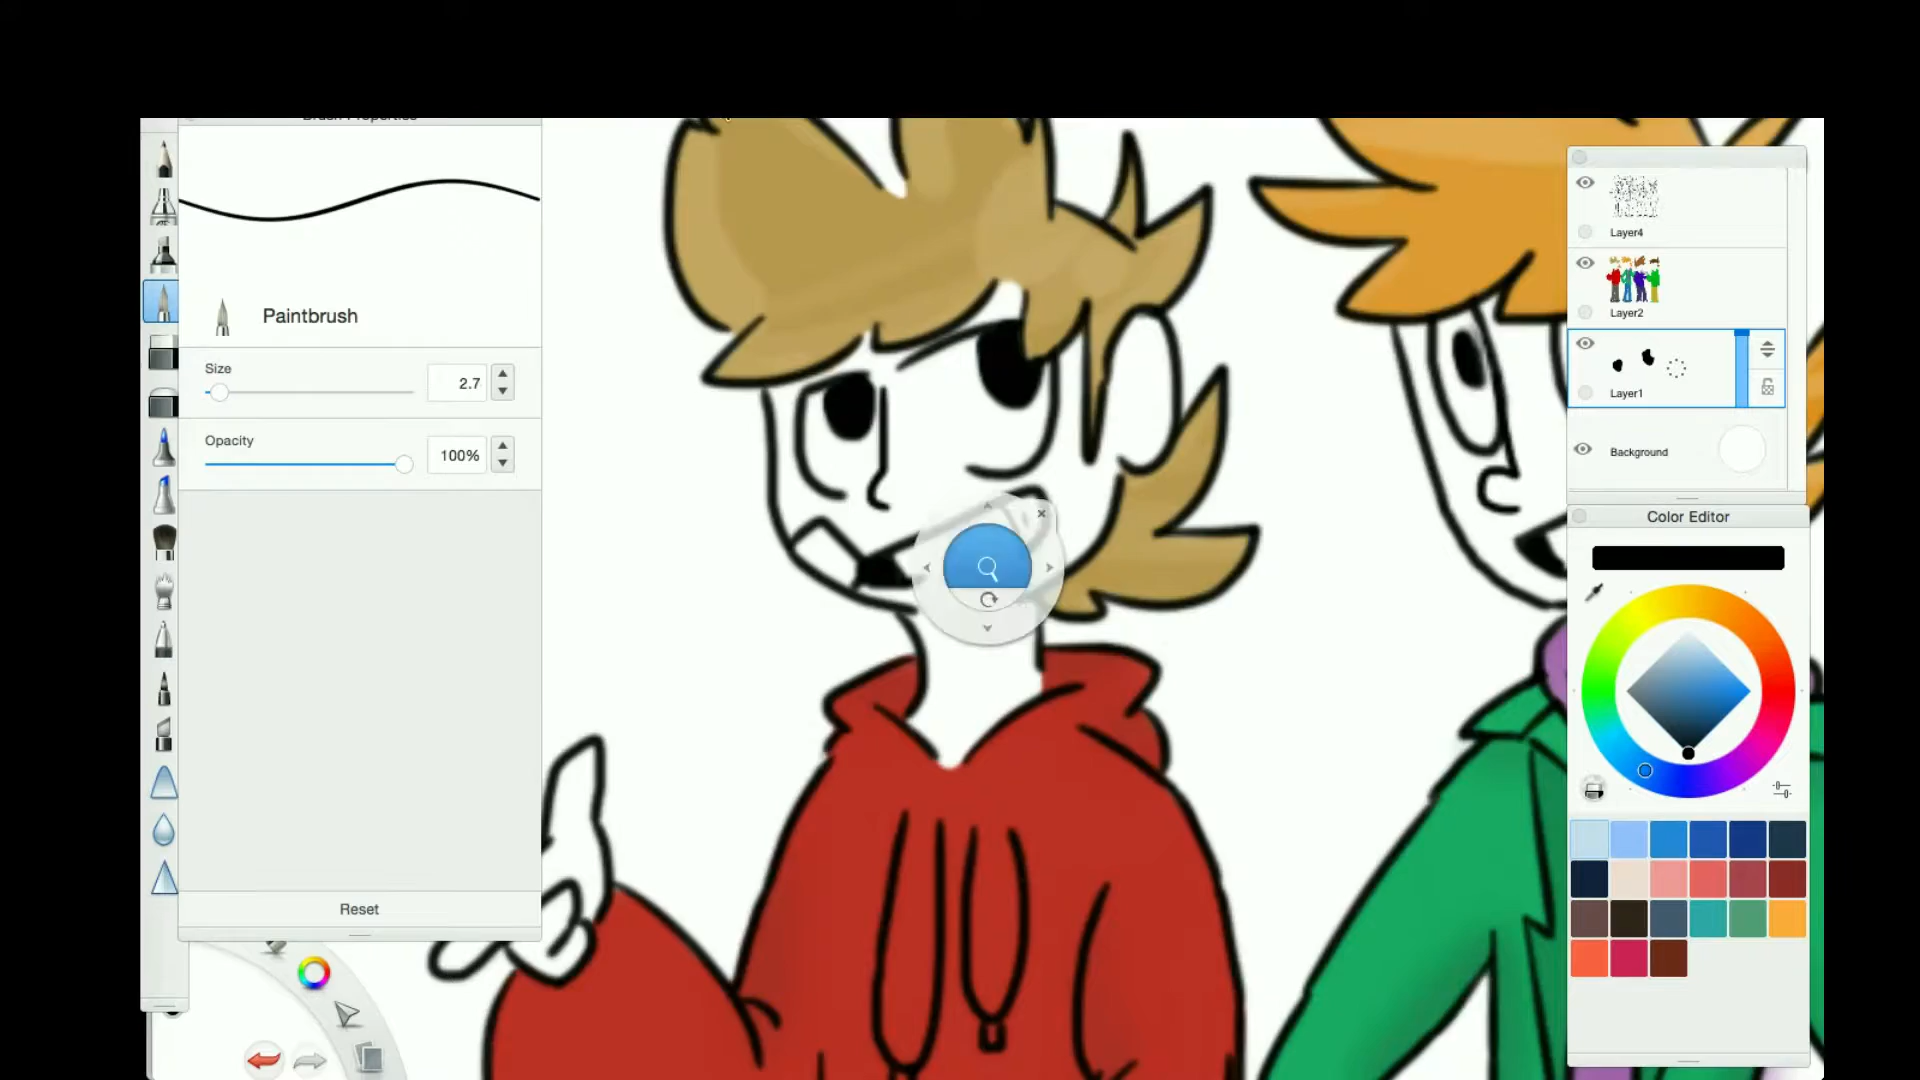 Brush Properties
Paintbrush
Size
2.7
Opacity
100%
Reset
Layer4
Layer2
Layer1
Background
Color Editor